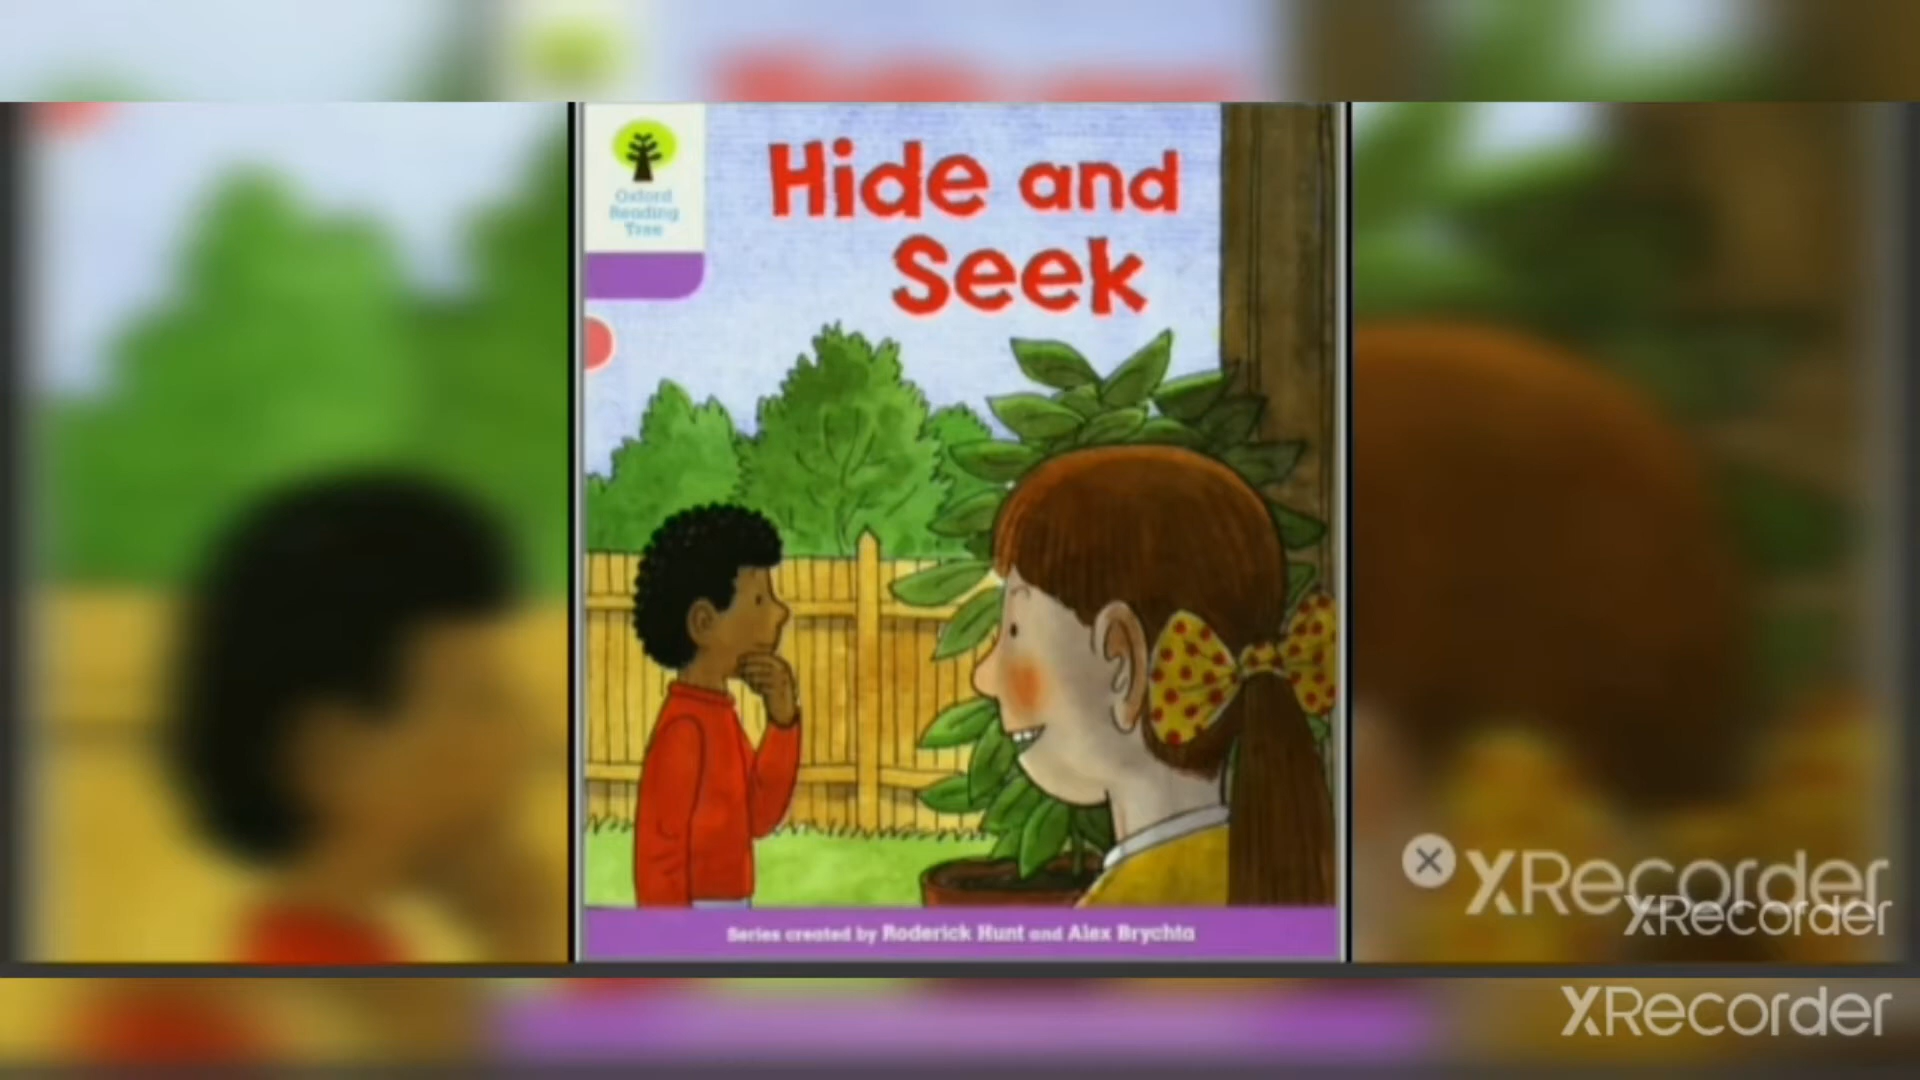 Hide and
Seek
Oxford
Reading
Tree
Series created by Roderick Hunt and Alex Brychta
XRecorder
XRecorder
XRecorder